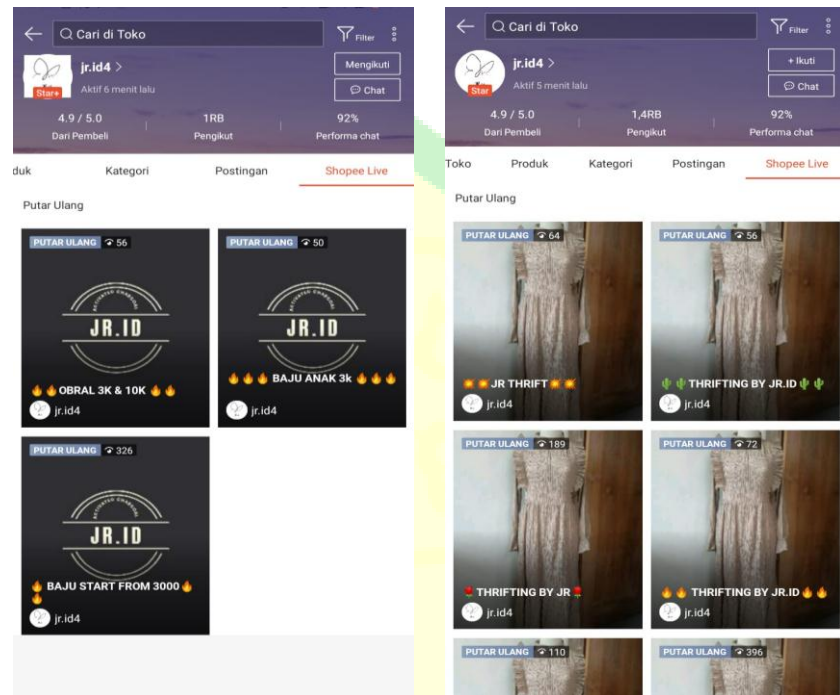 Cari di Toko
Filter
jr.id4 >
Mengikuti
Aktif 6 menit lalu
Star+
Chat
4.9 / 5.0
1RB
92%
Dari Pembeli
Pengikut
Performa chat
duk
Kategori
Postingan
Shopee Live
Putar Ulang
PUTAR ULANG 56
PUTAR ULANG 50
JR.ID
JR.ID
🔥🔥OBRAL 3K & 10K 🔥🔥
🔥🔥🔥 BAJU ANAK 3k 🔥🔥🔥
jr.id4
jr.id4
PUTAR ULANG 326
JR.ID
🔥 BAJU START FROM 3000🔥
🔥
jr.id4
Cari di Toko
Filter
jr.id4 >
+ Ikuti
Aktif 5 menit lalu
Star
Chat
4.9 / 5.0
1,4RB
92%
Dari Pembeli
Pengikut
Performa chat
Toko
Produk
Kategori
Postingan
Shopee Live
Putar Ulang
PUTAR ULANG 64
PUTAR ULANG 56
💥💥JR THRIFT💥💥
🌵🌵THRIFTING BY JR.ID🌵🌵
jr.id4
jr.id4
PUTAR ULANG 189
PUTAR ULANG 72
🌹THRIFTING BY JR🌹
🔥🔥 THRIFTING BY JR.ID🔥🔥
jr.id4
jr.id4
PUTAR ULANG 110
PUTAR ULANG 396